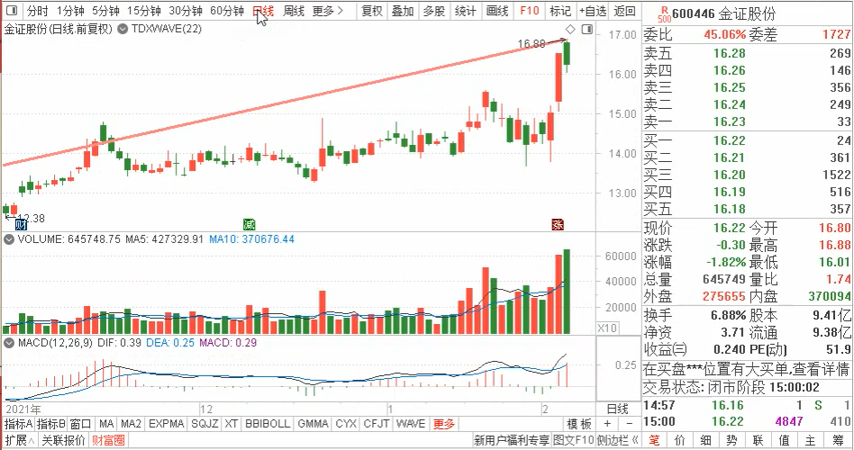 分时 1分钟 5分钟 15分钟 30分钟 60分钟 日线 周线 更多> 复权 叠加 多股 统计 画线 F10 标记 +自选 返回
R 500 600446 金证股份
金证股份(日线.前复权) TDXWAVE(22)
委比 45.06% 委差 1727
卖五 16.28 269
卖四 16.26 146
卖三 16.25 356
卖二 16.24 249
卖一 16.23 33
买一 16.22 24
买二 16.21 361
买三 16.20 1522
买四 16.19 516
买五 16.18 357
现价 16.22 今开 16.80
涨跌 -0.30 最高 16.88
涨幅 -1.82% 最低 16.01
总量 645749 量比 1.74
外盘 275655 内盘 370094
换手 6.88% 股本 9.41亿
净资 3.71 流通 9.38亿
收益㈢ 0.240 PE(动) 51.9
在买盘***位置有大买单,查看详情
交易状态: 闭市阶段 15:00:02
14:57 16.16 1 S 1
15:00 16.22 4847 410
笔 价 细 势 联 值 主 筹
16.88
17.00
16.00
15.00
14.00
13.00
12.38
财 减 涨
VOLUME: 645748.75 MA5: 427329.91 MA10: 370676.44
60000
40000
20000
X10
MACD(12,26,9) DIF: 0.39 DEA: 0.25 MACD: 0.29
0.25
2021年 12 1 2 日线
指标A 指标B 窗口 MA MA2 EXPMA SQJZ XT BBIBOLL GMMA CYX CFJT WAVE 更多 模板 + −
扩展∧ 关联报价 财富圈 新用户福利专享 图文F10 侧边栏《